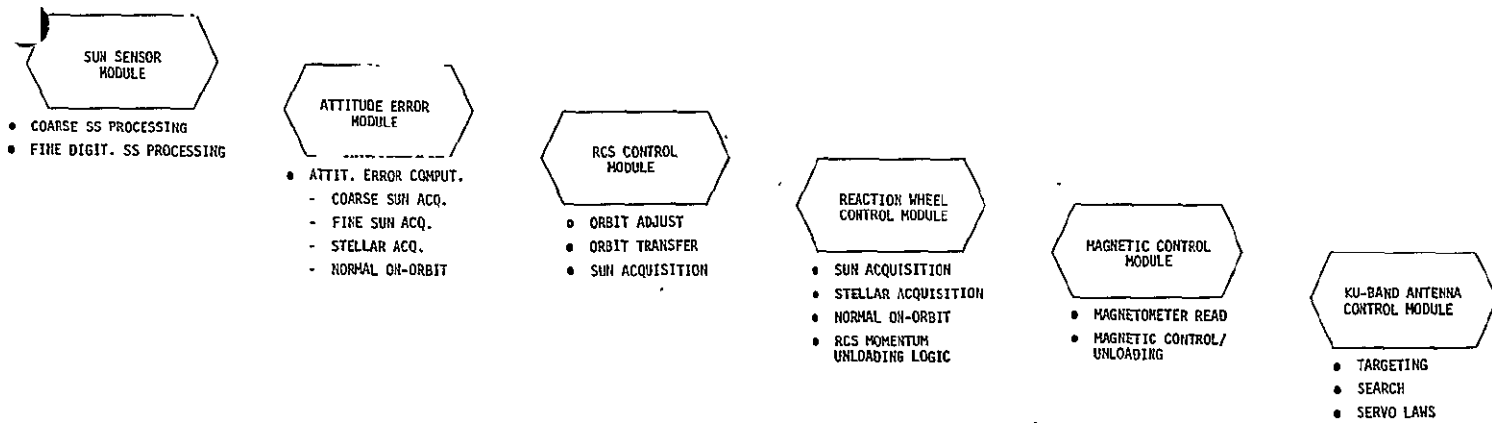 SUN SENSOR
MODULE
• COARSE SS PROCESSING
• FINE DIGIT. SS PROCESSING
ATTITUDE ERROR
MODULE
• ATTIT. ERROR COMPUT.
- COARSE SUN ACQ.
- FINE SUN ACQ.
- STELLAR ACQ.
- NORMAL ON-ORBIT
RCS CONTROL
MODULE
• ORBIT ADJUST
• ORBIT TRANSFER
• SUN ACQUISITION
REACTION WHEEL
CONTROL MODULE
• SUN ACQUISITION
• STELLAR ACQUISITION
• NORMAL ON-ORBIT
• RCS MOMENTUM
UNLOADING LOGIC
MAGNETIC CONTROL
MODULE
• MAGNETOMETER READ
• MAGNETIC CONTROL/
UNLOADING
KU-BAND ANTENNA
CONTROL MODULE
• TARGETING
• SEARCH
• SERVO LAWS